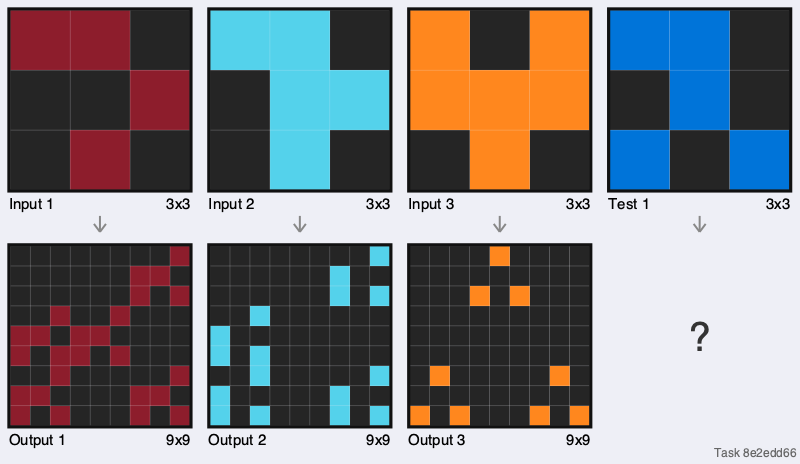 Input 1 3x3 Input 2 3x3 Input 3 3x3 Test 1 3x3
?
Output 1 9x9 Output 2 9x9 Output 3 9x9
Task 8e2edd66